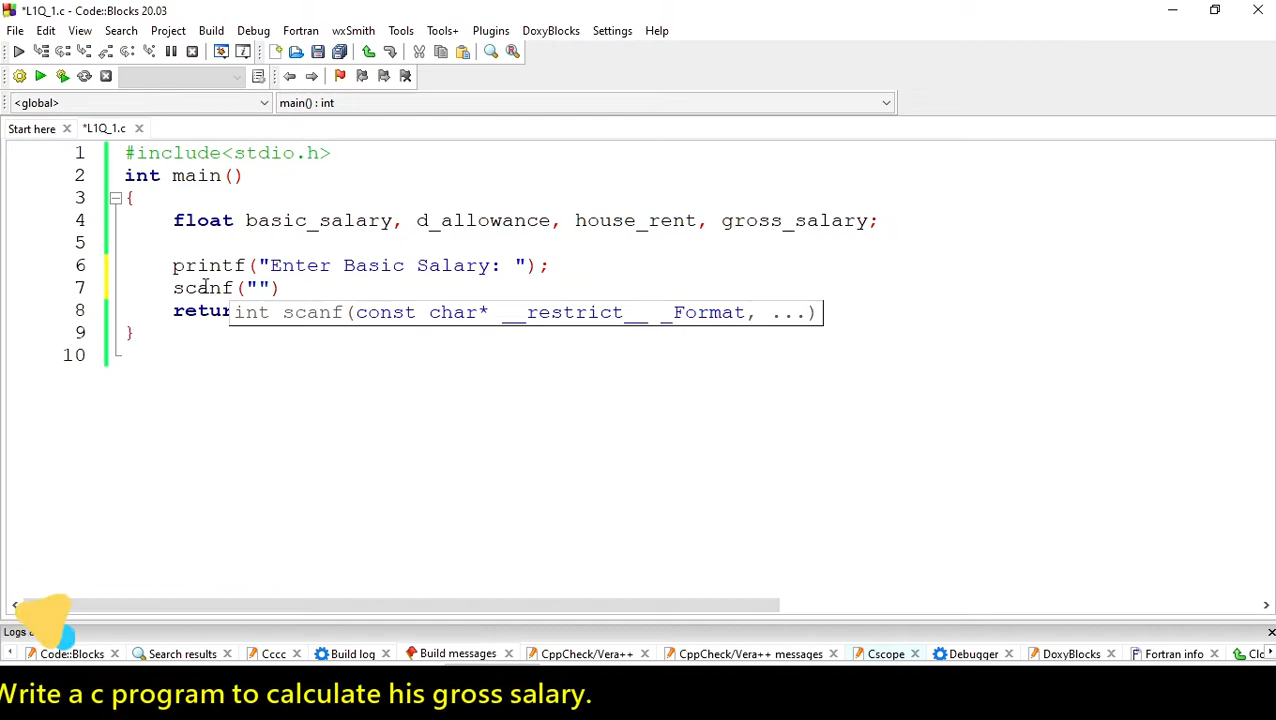 *L1Q_1.c - Code::Blocks 20.03
File Edit View Search Project Build Debug Fortran wxSmith Tools Tools+ Plugins DoxyBlocks Settings Help
<global> main() : int
Start here *L1Q_1.c
1 #include<stdio.h>
2 int main()
3 {
4 float basic_salary, d_allowance, house_rent, gross_salary;
5
6 printf("Enter Basic Salary: ");
7 scanf("")
8 retur
int scanf(const char* __restrict__ _Format, ...)
9 }
10
Logs
Code::Blocks Search results Cccc Build log Build messages CppCheck/Vera++ CppCheck/Vera++ messages Cscope Debugger DoxyBlocks Fortran info Clo
Write a c program to calculate his gross salary.